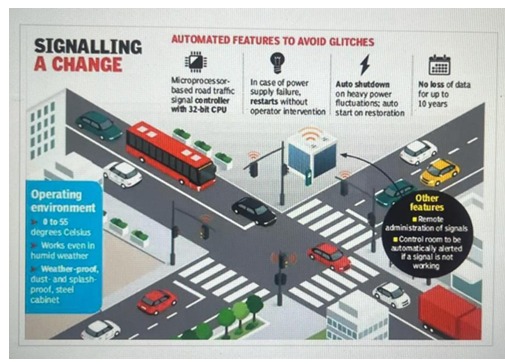 SIGNALLING
A CHANGE
AUTOMATED FEATURES TO AVOID GLITCHES
Microprocessor-
based road traffic
signal controller
with 32-bit CPU
In case of power
supply failure,
restarts without
operator intervention
Auto shutdown
on heavy power
fluctuations; auto
start on restoration
No loss of data
for up to
10 years
Operating
environment
0 to 55
degrees Celsius
Works even in
humid weather
Weather-proof,
dust- and splash-
proof, steel
cabinet
Other
features
Remote
administration of signals
Control room to be
automatically alerted
if a signal is not
working